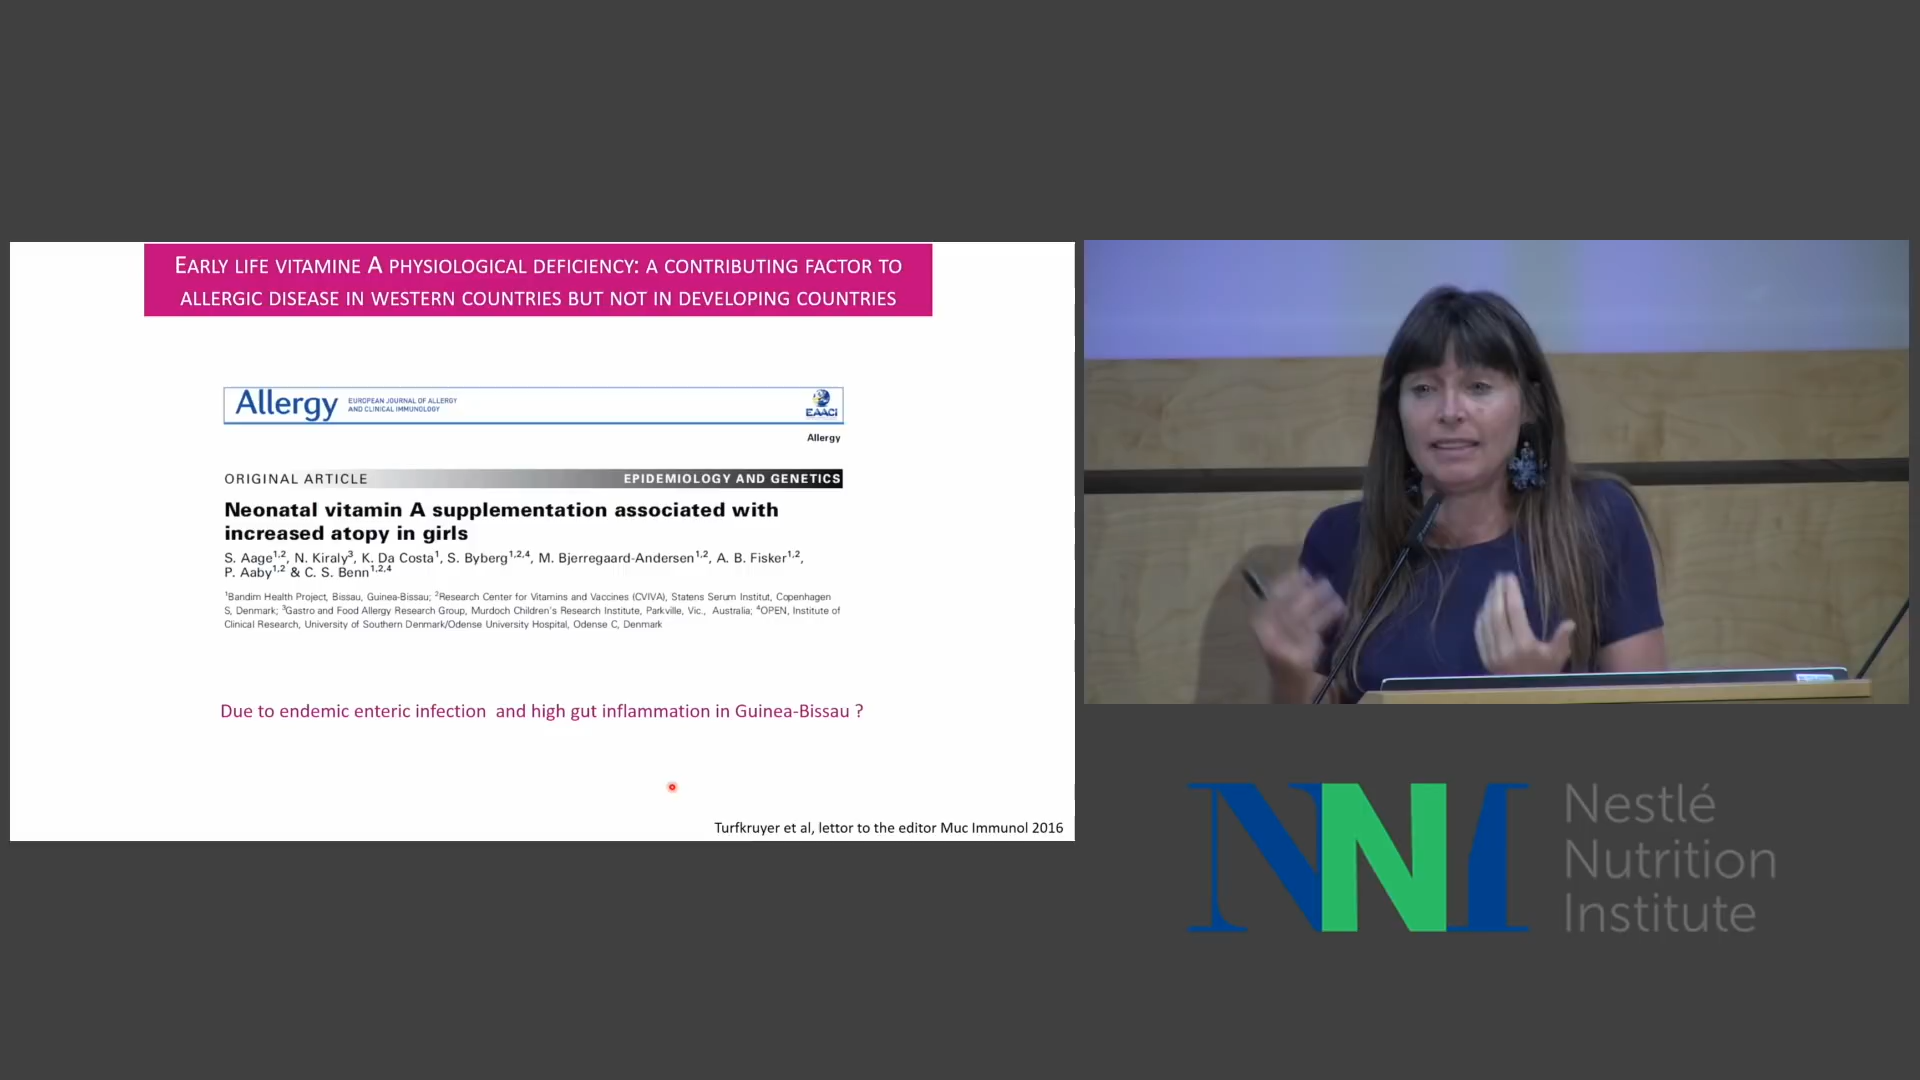 EARLY LIFE VITAMINE A PHYSIOLOGICAL DEFICIENCY: A CONTRIBUTING FACTOR TO
ALLERGIC DISEASE IN WESTERN COUNTRIES BUT NOT IN DEVELOPING COUNTRIES
Allergy EUROPEAN JOURNAL OF ALLERGY
AND CLINICAL IMMUNOLOGY
EAACI
Allergy
ORIGINAL ARTICLE EPIDEMIOLOGY AND GENETICS
Neonatal vitamin A supplementation associated with
increased atopy in girls
S. Aage1,2, N. Kiraly3, K. Da Costa1, S. Byberg1,2,4, M. Bjerregaard-Andersen1,2, A. B. Fisker1,2,
P. Aaby1,2 & C. S. Benn1,2,4
1Bandim Health Project, Bissau, Guinea-Bissau; 2Research Center for Vitamins and Vaccines (CVIVA), Statens Serum Institut, Copenhagen
S, Denmark; 3Gastro and Food Allergy Research Group, Murdoch Children's Research Institute, Parkville, Vic., Australia; 4OPEN, Institute of
Clinical Research, University of Southern Denmark/Odense University Hospital, Odense C, Denmark
Due to endemic enteric infection and high gut inflammation in Guinea-Bissau ?
Turfkruyer et al, lettor to the editor Muc Immunol 2016
NNI
Nestlé
Nutrition
Institute